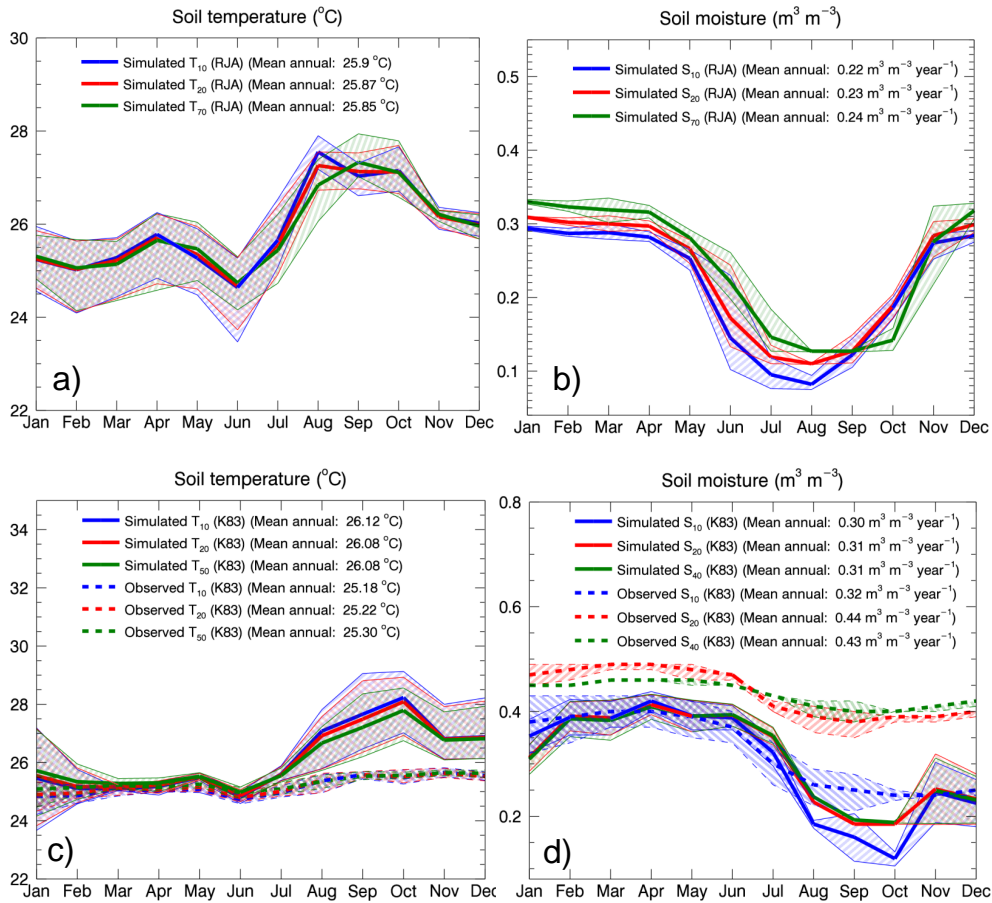 Soil temperature (°C)
30
28
26
24
22
Simulated T10 (RJA) (Mean annual: 25.9 °C)
Simulated T20 (RJA) (Mean annual: 25.87 °C)
Simulated T70 (RJA) (Mean annual: 25.85 °C)
a)
Jan Feb Mar Apr May Jun Jul Aug Sep Oct Nov Dec
Soil moisture (m³ m⁻³)
0.5
0.4
0.3
0.2
0.1
Simulated S10 (RJA) (Mean annual: 0.22 m³ m⁻³ year⁻¹)
Simulated S20 (RJA) (Mean annual: 0.23 m³ m⁻³ year⁻¹)
Simulated S70 (RJA) (Mean annual: 0.24 m³ m⁻³ year⁻¹)
b)
Jan Feb Mar Apr May Jun Jul Aug Sep Oct Nov Dec
Soil temperature (°C)
34
32
30
28
26
24
22
Simulated T10 (K83) (Mean annual: 26.12 °C)
Simulated T20 (K83) (Mean annual: 26.08 °C)
Simulated T50 (K83) (Mean annual: 26.08 °C)
Observed T10 (K83) (Mean annual: 25.18 °C)
Observed T20 (K83) (Mean annual: 25.22 °C)
Observed T50 (K83) (Mean annual: 25.30 °C)
c)
Jan Feb Mar Apr May Jun Jul Aug Sep Oct Nov Dec
Soil moisture (m³ m⁻³)
0.8
0.6
0.4
0.2
Simulated S10 (K83) (Mean annual: 0.30 m³ m⁻³ year⁻¹)
Simulated S20 (K83) (Mean annual: 0.31 m³ m⁻³ year⁻¹)
Simulated S40 (K83) (Mean annual: 0.31 m³ m⁻³ year⁻¹)
Observed S10 (K83) (Mean annual: 0.32 m³ m⁻³ year⁻¹)
Observed S20 (K83) (Mean annual: 0.44 m³ m⁻³ year⁻¹)
Observed S40 (K83) (Mean annual: 0.43 m³ m⁻³ year⁻¹)
d)
Jan Feb Mar Apr May Jun Jul Aug Sep Oct Nov Dec